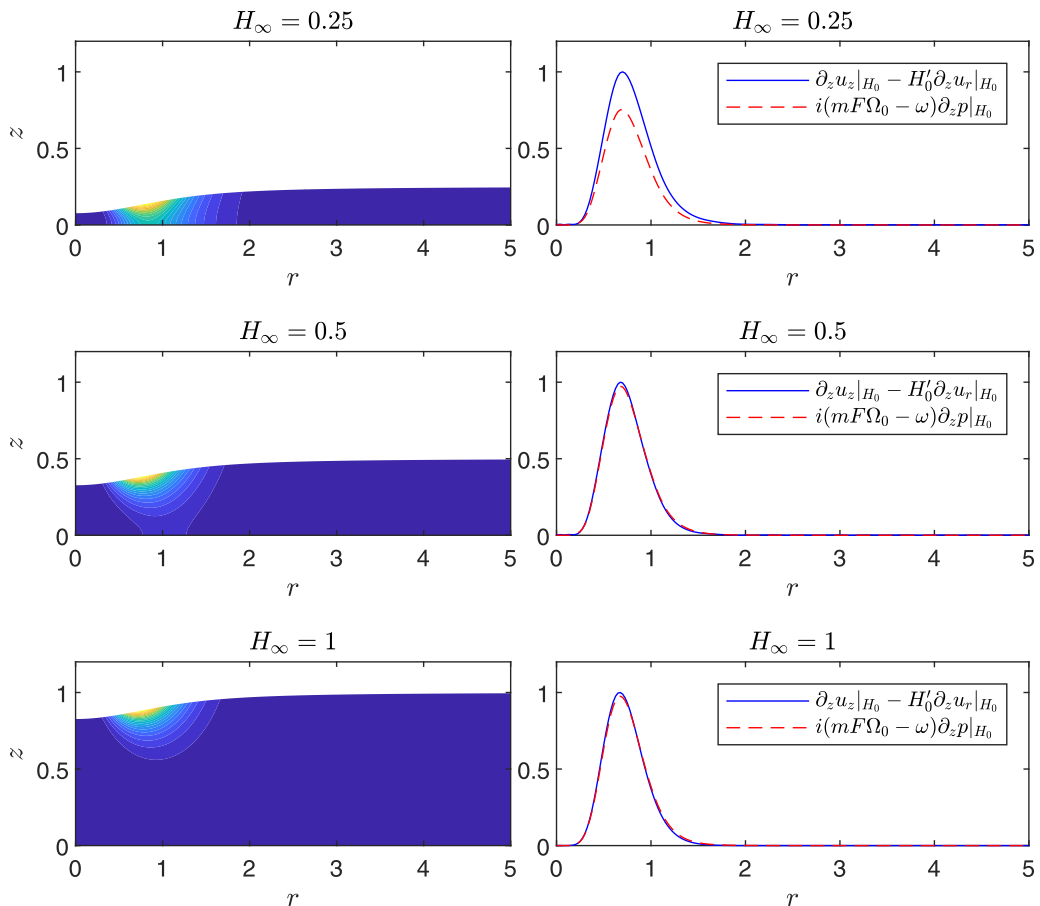 H∞ = 0.25
z
1
0.5
0
0 1 2 3 4 5
r
H∞ = 0.25
∂zuz|H0 − H′0∂zur|H0
i(mFΩ0 − ω)∂zp|H0
1
0.5
0
0 1 2 3 4 5
r
H∞ = 0.5
z
1
0.5
0
0 1 2 3 4 5
r
H∞ = 0.5
∂zuz|H0 − H′0∂zur|H0
i(mFΩ0 − ω)∂zp|H0
1
0.5
0
0 1 2 3 4 5
r
H∞ = 1
z
1
0.5
0
0 1 2 3 4 5
r
H∞ = 1
∂zuz|H0 − H′0∂zur|H0
i(mFΩ0 − ω)∂zp|H0
1
0.5
0
0 1 2 3 4 5
r